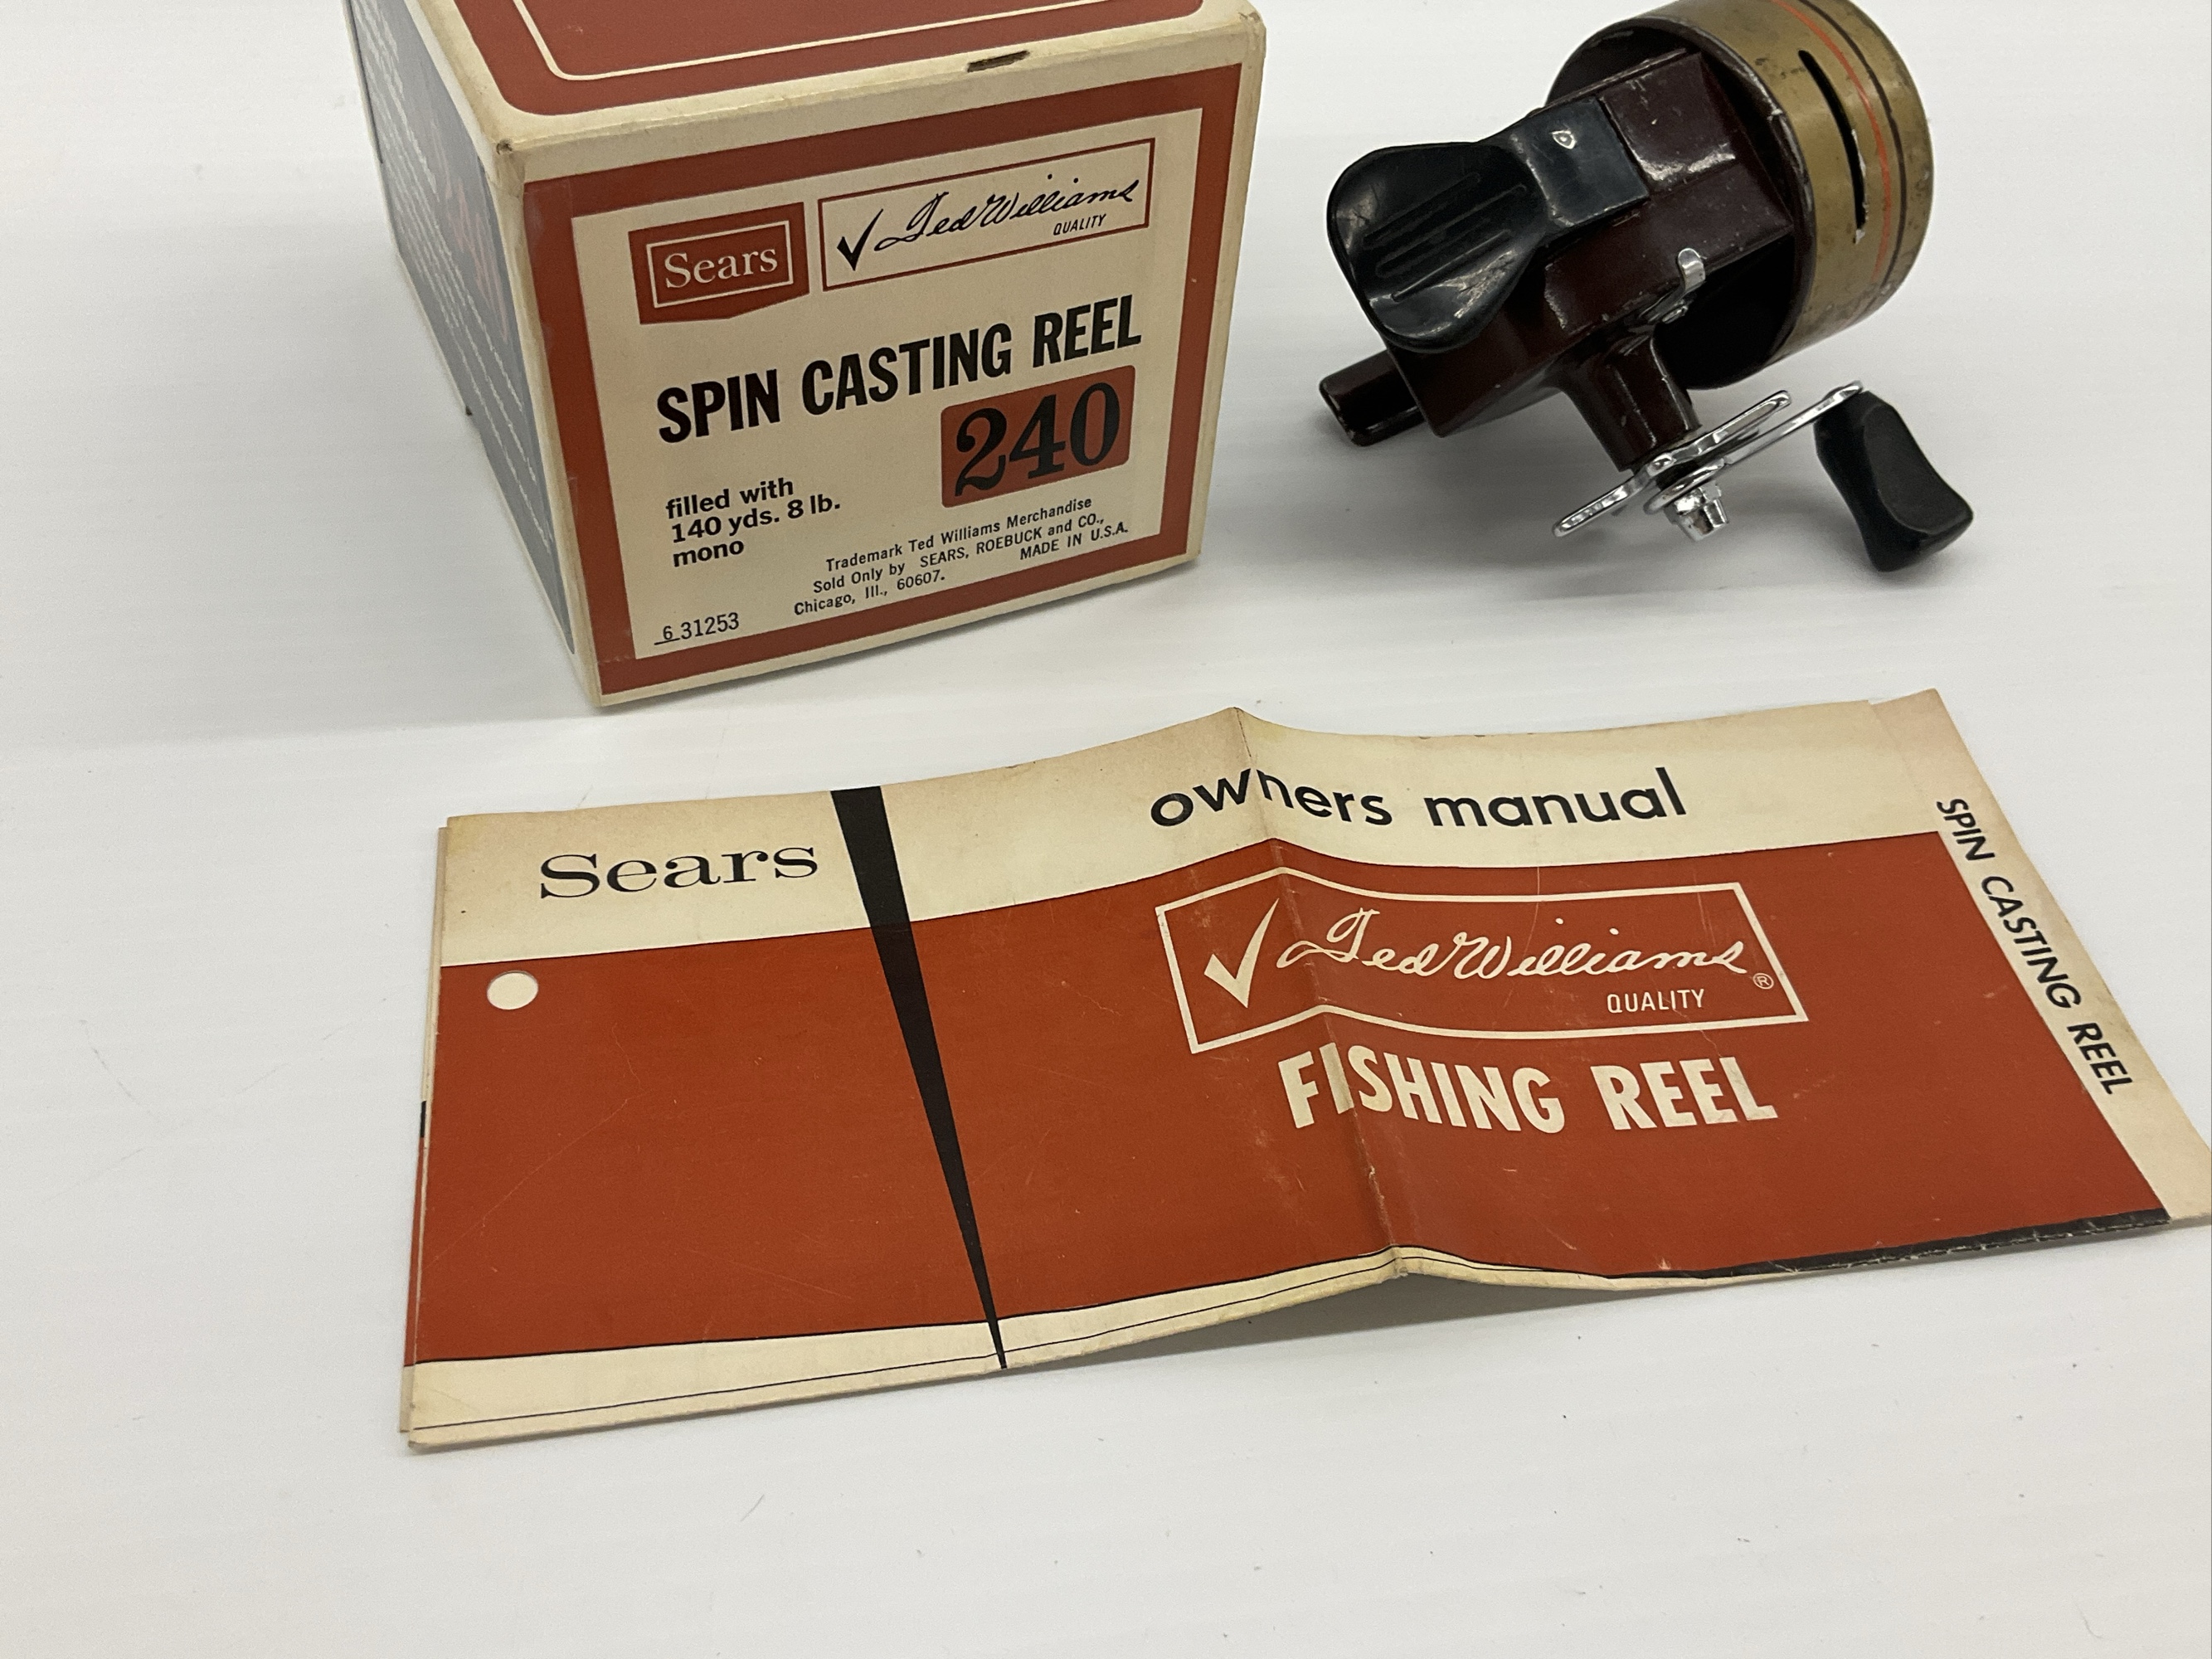 Sears
✓ Ted Williams
QUALITY
SPIN CASTING REEL
240
filled with
140 yds. 8 lb.
mono
Trademark Ted Williams Merchandise
Sold Only by SEARS, ROEBUCK and CO.,
Chicago, Ill., 60607. MADE IN U.S.A.
6 31253
Sears
owners manual
✓ Ted Williams ®
QUALITY
FISHING REEL
SPIN CASTING REEL